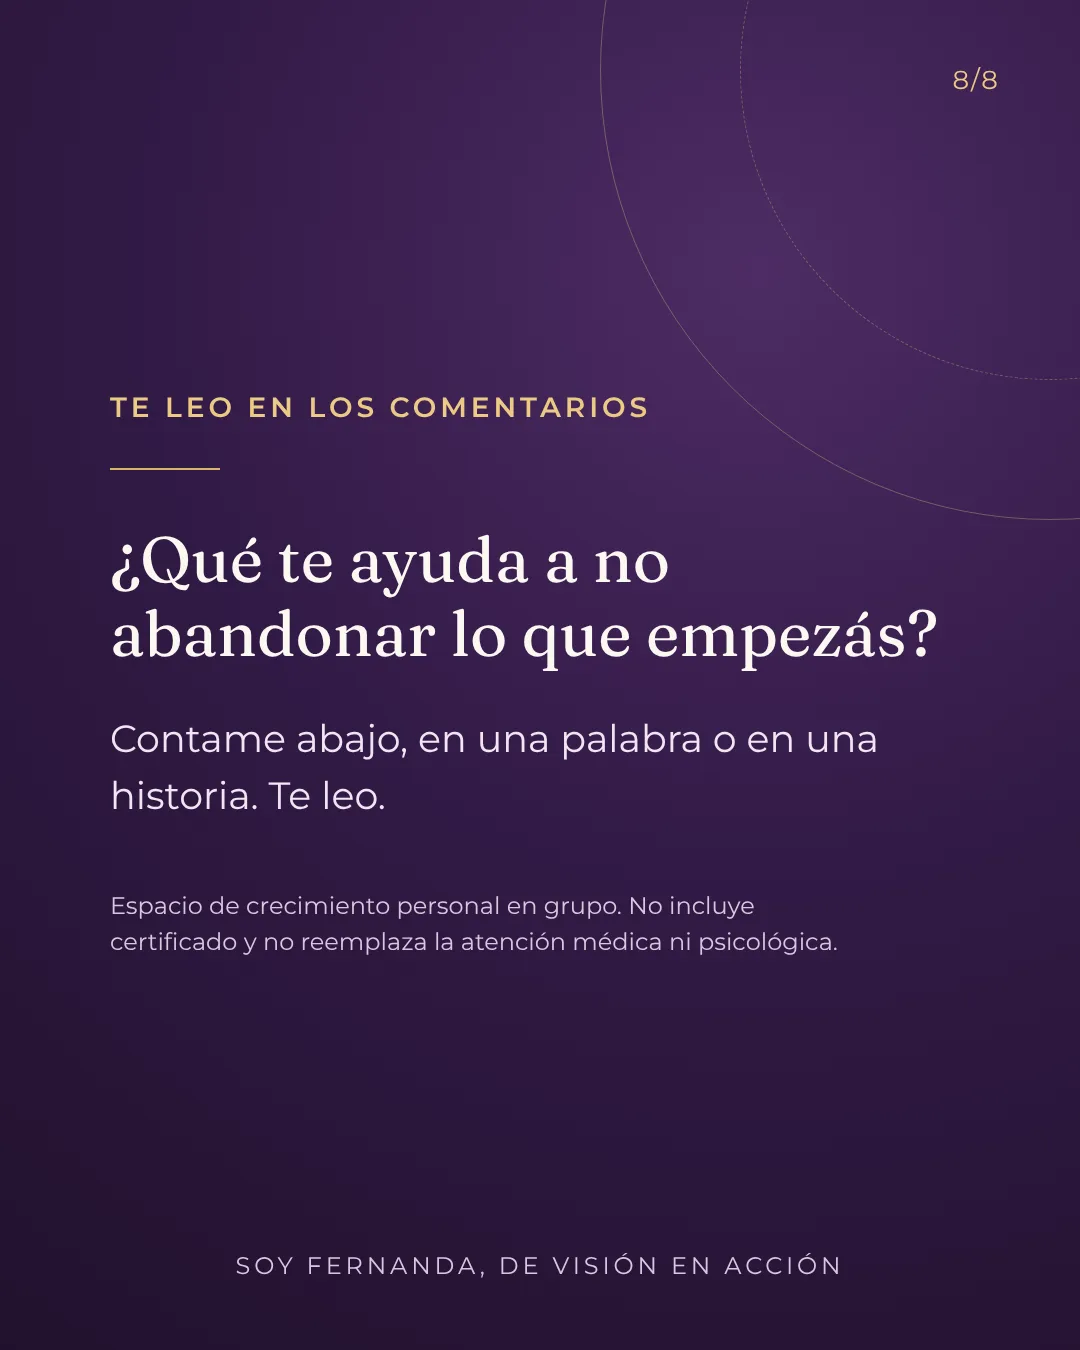 8/8
TE LEO EN LOS COMENTARIOS
¿Qué te ayuda a no
abandonar lo que empezás?
Contame abajo, en una palabra o en una
historia. Te leo.
Espacio de crecimiento personal en grupo. No incluye
certificado y no reemplaza la atención médica ni psicológica.
SOY FERNANDA, DE VISIÓN EN ACCIÓN